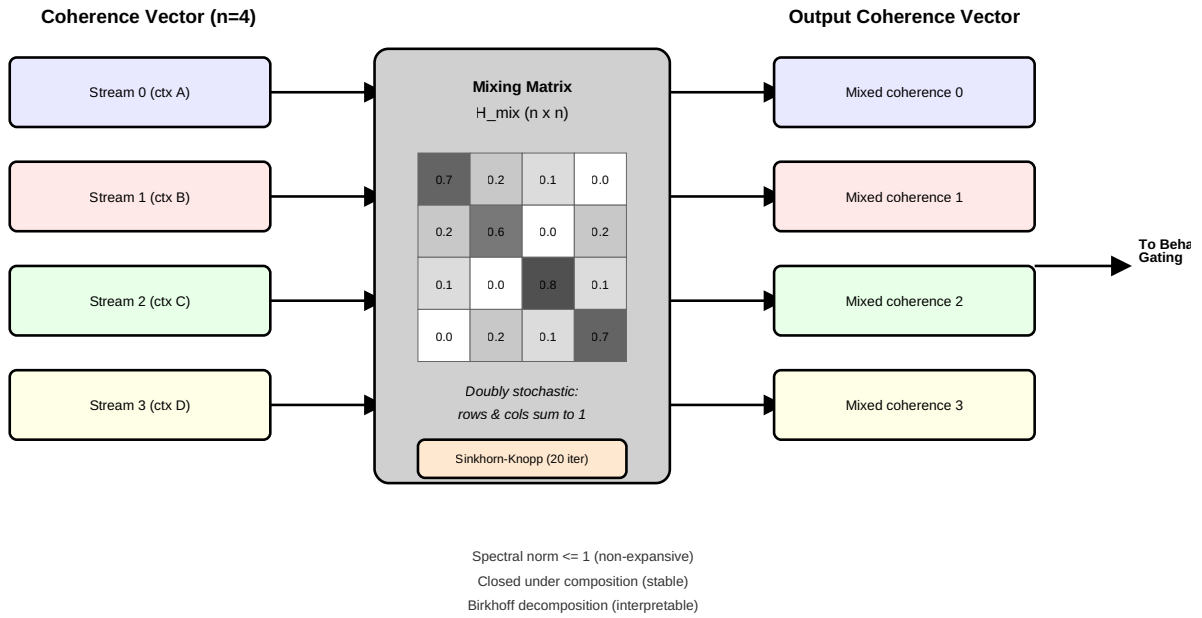 Coherence Vector (n=4)
Output Coherence Vector
Stream 0 (ctx A)
Stream 1 (ctx B)
Stream 2 (ctx C)
Stream 3 (ctx D)
Mixing Matrix
H_mix (n x n)
0.7 0.2 0.1 0.0
0.2 0.6 0.0 0.2
0.1 0.0 0.8 0.1
0.0 0.2 0.1 0.7
Doubly stochastic:
rows & cols sum to 1
Sinkhorn-Knopp (20 iter)
Mixed coherence 0
Mixed coherence 1
Mixed coherence 2
Mixed coherence 3
To Beha
Gating
Spectral norm <= 1 (non-expansive)
Closed under composition (stable)
Birkhoff decomposition (interpretable)